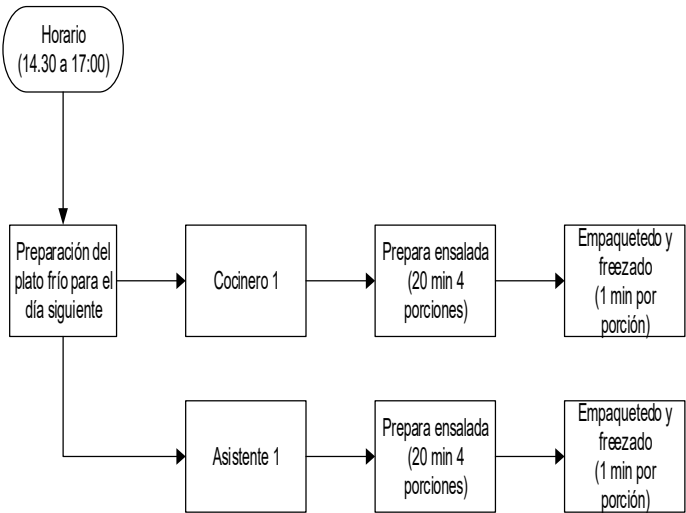 Horario
(14.30 a 17:00)
Preparación del
plato frío para el
día siguiente
Cocinero 1
Prepara ensalada
(20 min 4
porciones)
Empaquetedo y
freezado
(1 min por
porción)
Asistente 1
Prepara ensalada
(20 min 4
porciones)
Empaquetedo y
freezado
(1 min por
porción)